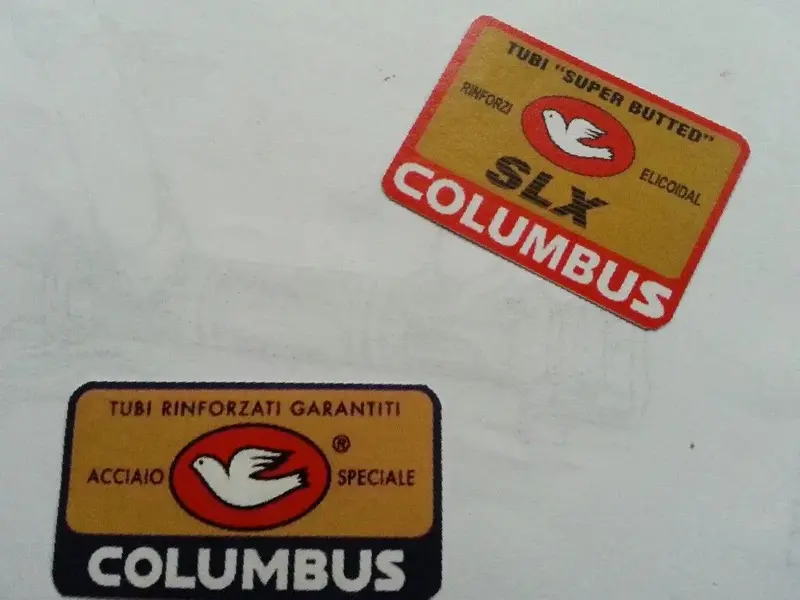 TUBI "SUPER BUTTED"
RINFORZI
ELICOIDAL
SLX
COLUMBUS
TUBI RINFORZATI GARANTITI
®
ACCIAIO SPECIALE
COLUMBUS